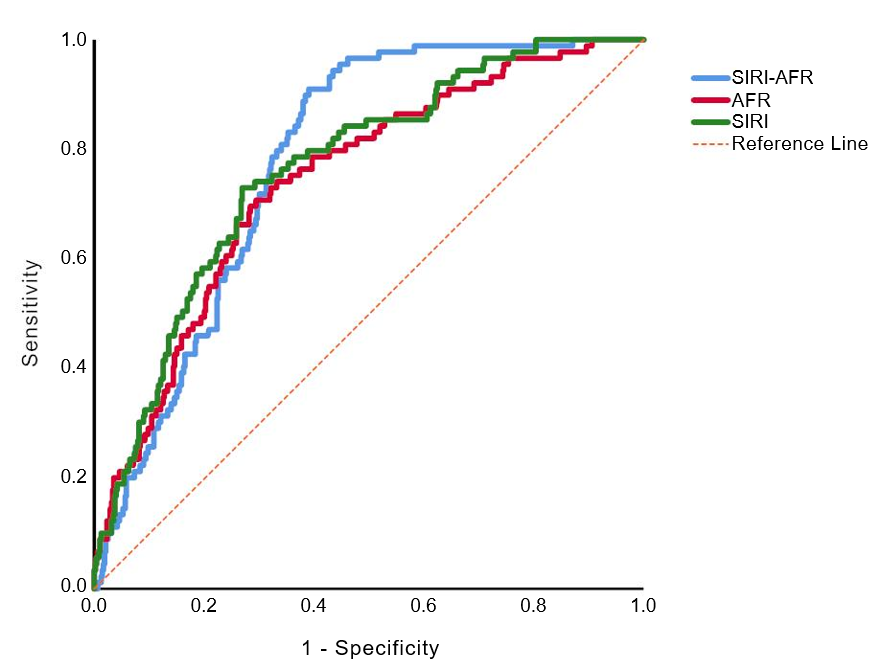 1.0
0.8
0.6
0.4
0.2
0.0
Sensitivity
0.0 0.2 0.4 0.6 0.8 1.0
1 - Specificity
SIRI-AFR
AFR
SIRI
Reference Line